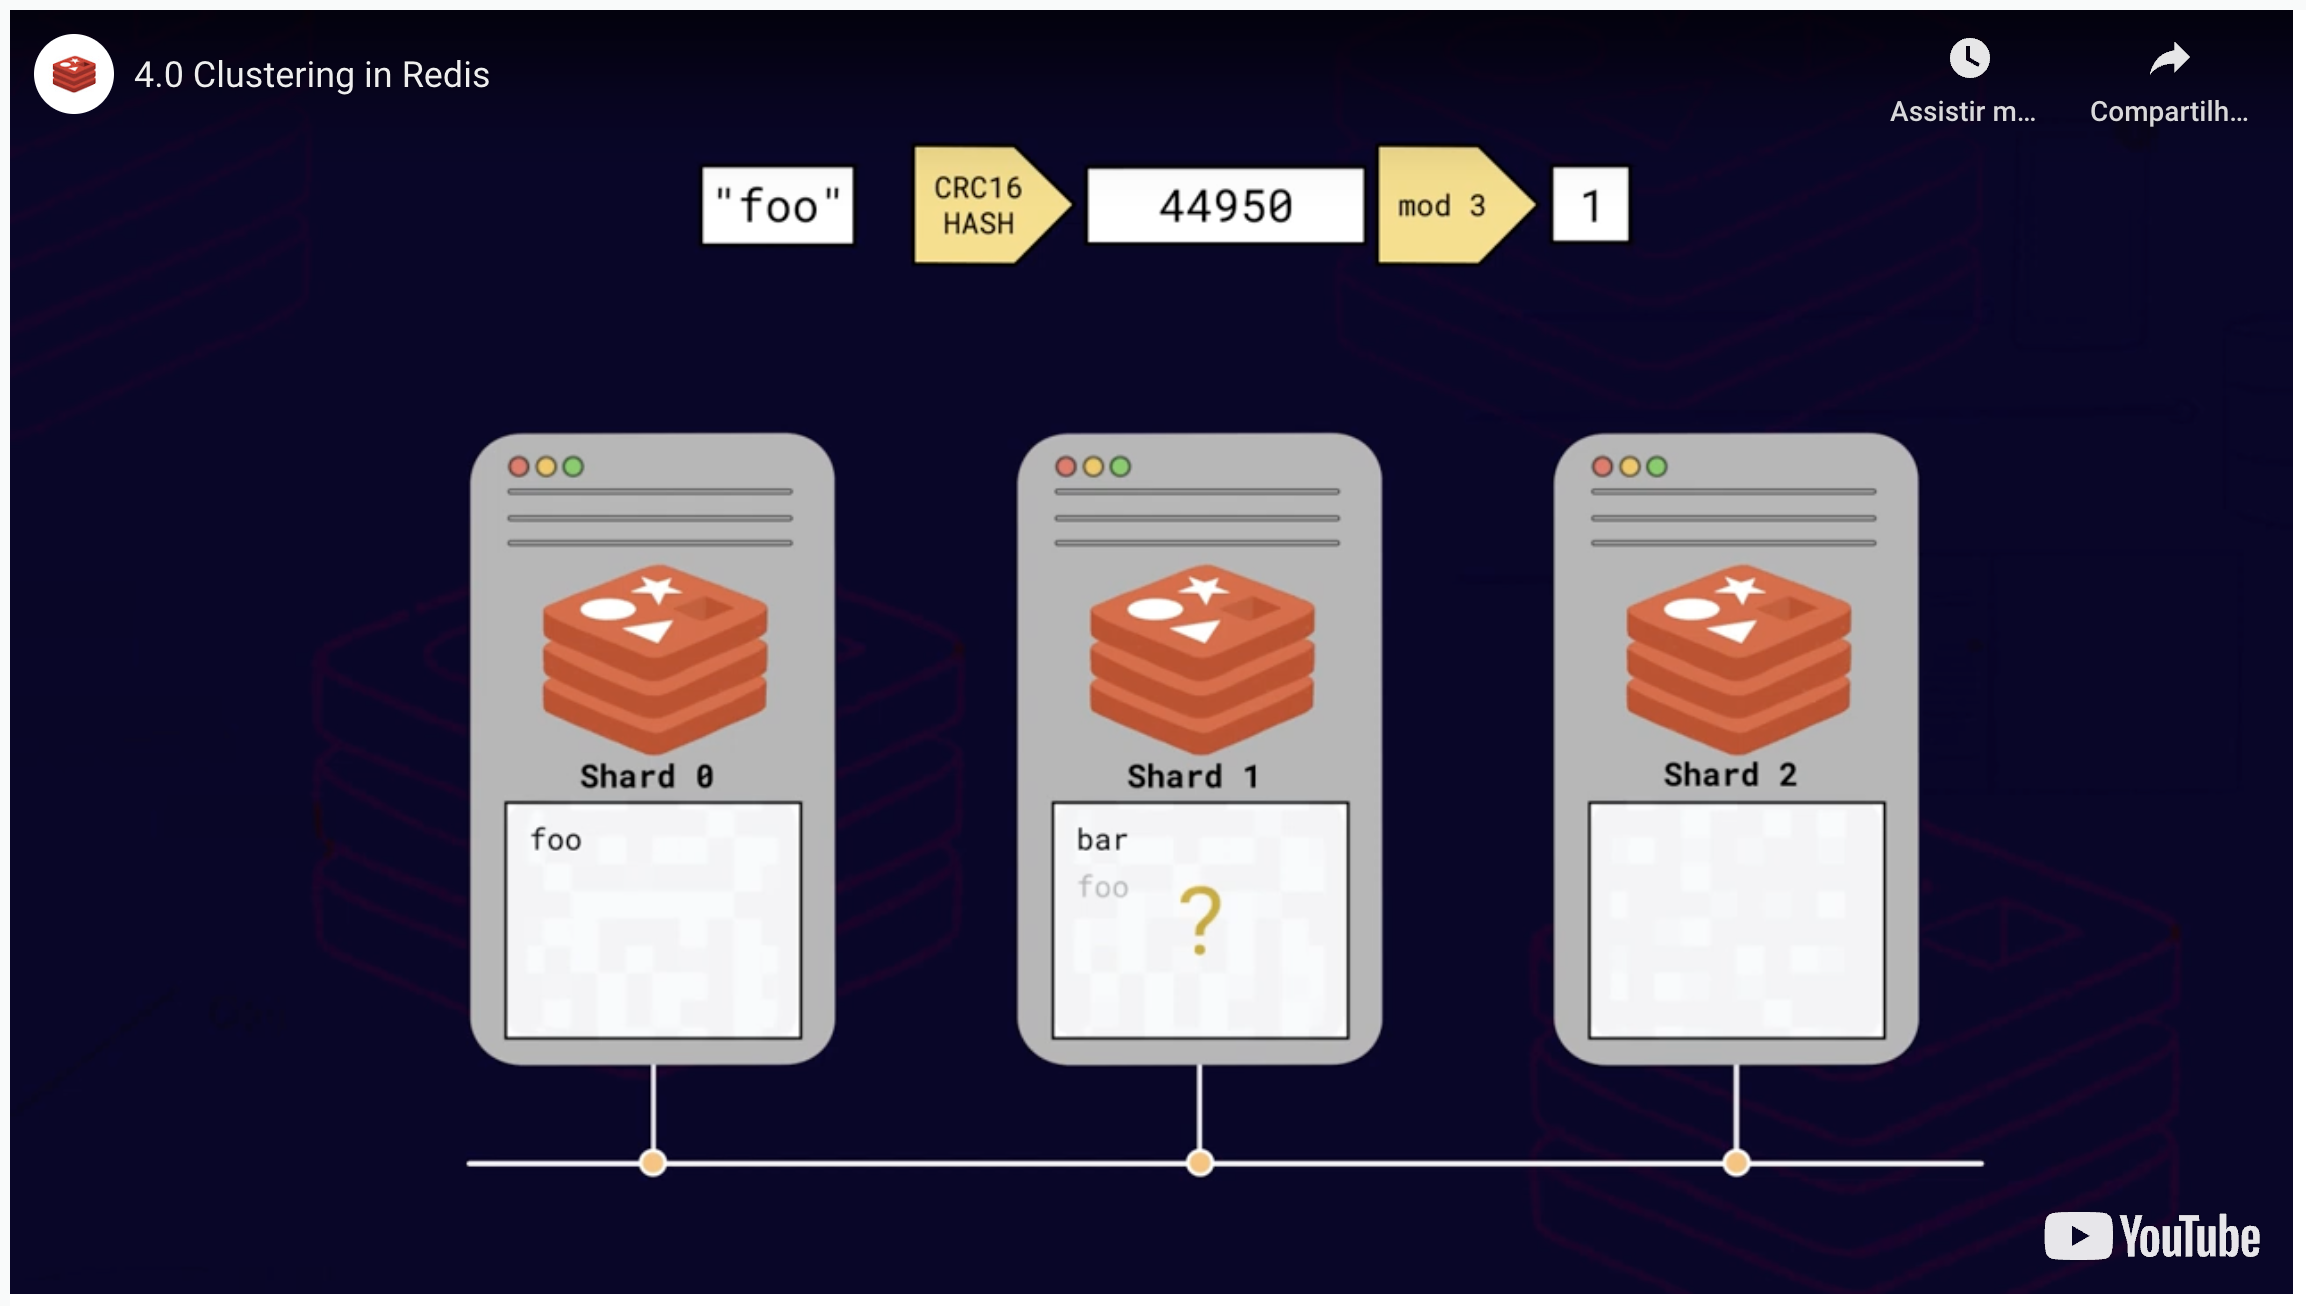 4.0 Clustering in Redis
Assistir m...
Compartilh...
"foo"
CRC16
HASH
44950
mod 3
1
Shard 0
foo
Shard 1
bar
foo
?
Shard 2
YouTube